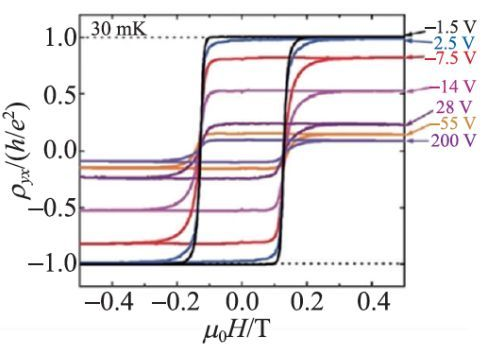 30 mK
−1.5 V
2.5 V
−7.5 V
−14 V
28 V
−55 V
200 V
1.0
0.5
0.0
−0.5
−1.0
ρyx/(h/e²)
−0.4 −0.2 0.0 0.2 0.4
μ₀H/T